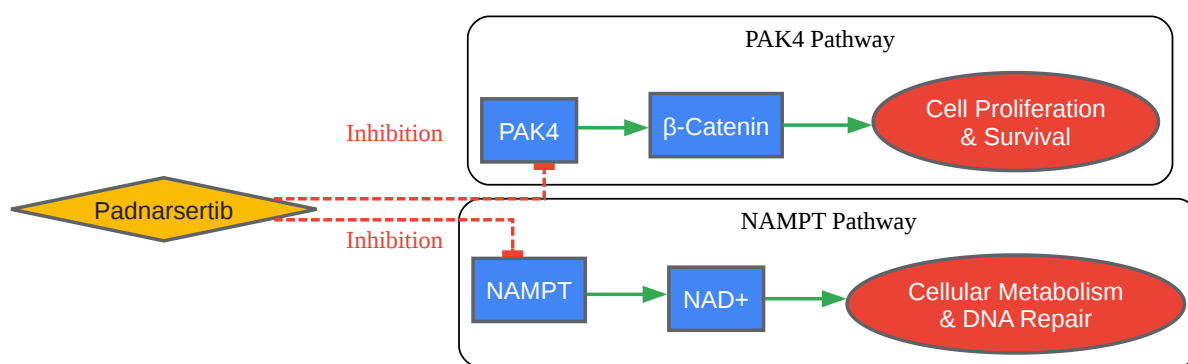 PAK4 Pathway
Inhibition
PAK4
β-Catenin
Cell Proliferation
& Survival
Padnarsertib
Inhibition
NAMPT Pathway
NAMPT
NAD+
Cellular Metabolism
& DNA Repair